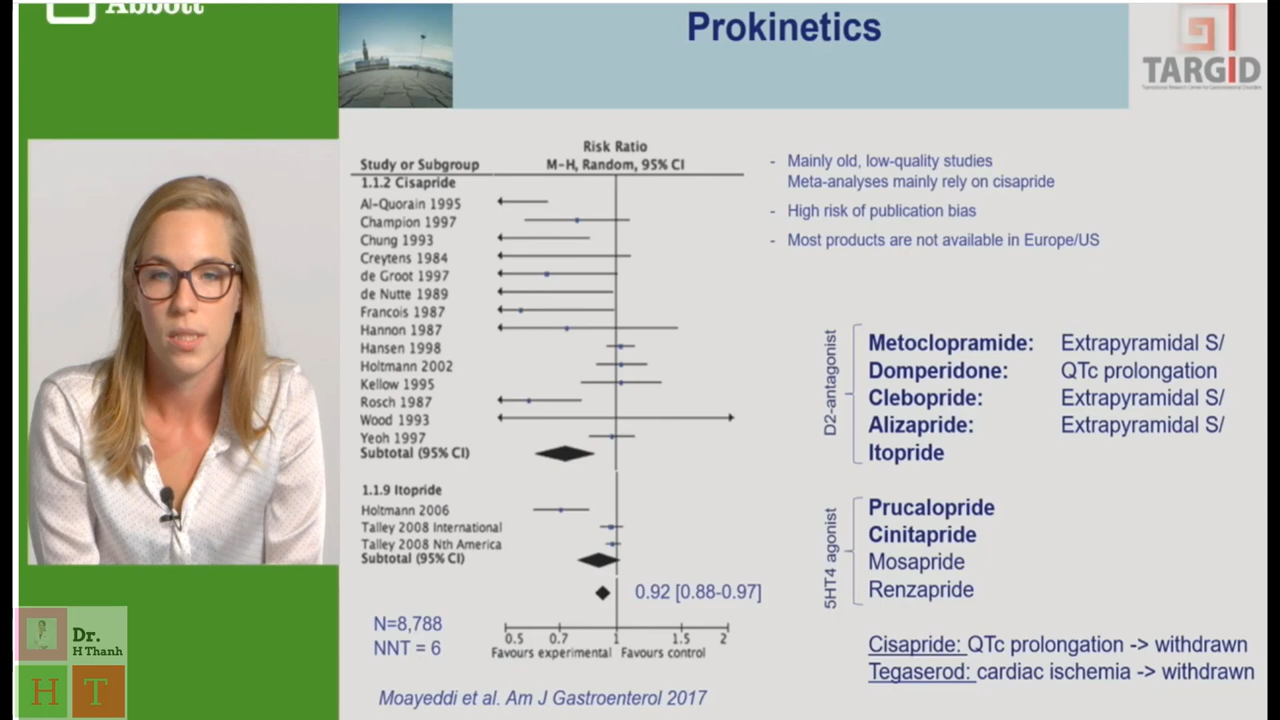 Abbott
Prokinetics
TARGID
Risk Ratio
Study or Subgroup M-H, Random, 95% CI
1.1.2 Cisapride
Al-Quorain 1995
Champion 1997
Chung 1993
Creytens 1984
de Groot 1997
de Nutte 1989
Francois 1987
Hannon 1987
Hansen 1998
Holtmann 2002
Kellow 1995
Rosch 1987
Wood 1993
Yeoh 1997
Subtotal (95% CI)
1.1.9 Itopride
Holtmann 2006
Talley 2008 International
Talley 2008 Nth America
Subtotal (95% CI)
0.92 [0.88-0.97]
N=8,788
NNT = 6
0.5 0.7 1 1.5 2
Favours experimental Favours control
Moayeddi et al. Am J Gastroenterol 2017
- Mainly old, low-quality studies
Meta-analyses mainly rely on cisapride
- High risk of publication bias
- Most products are not available in Europe/US
D2-antagonist
Metoclopramide: Extrapyramidal S/
Domperidone: QTc prolongation
Clebopride: Extrapyramidal S/
Alizapride: Extrapyramidal S/
Itopride
5HT4 agonist
Prucalopride
Cinitapride
Mosapride
Renzapride
Cisapride: QTc prolongation -> withdrawn
Tegaserod: cardiac ischemia -> withdrawn
Dr.
H Thanh
H T